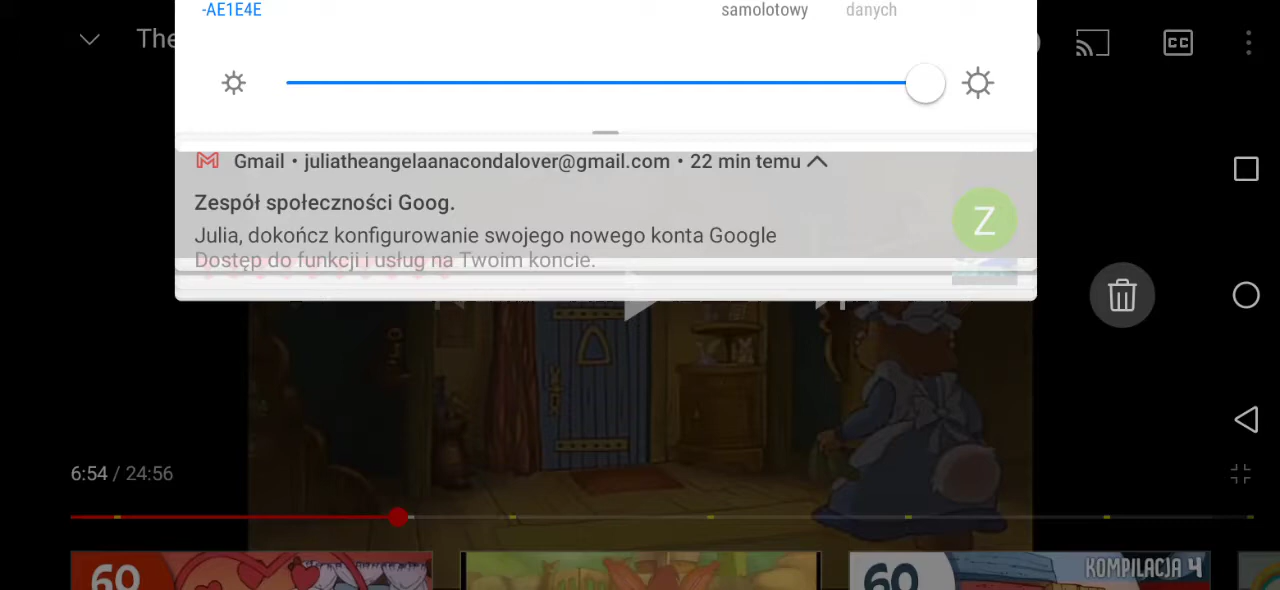 -AE1E4E
samolotowy
danych
The
Gmail • juliatheangelaanacondalover@gmail.com • 22 min temu
Zespół społeczności Goog.
Z
Julia, dokończ konfigurowanie swojego nowego konta Google
Dostęp do funkcji i usług na Twoim koncie.
CC
6:54 / 24:56
60
60
KOMPILACJA 4